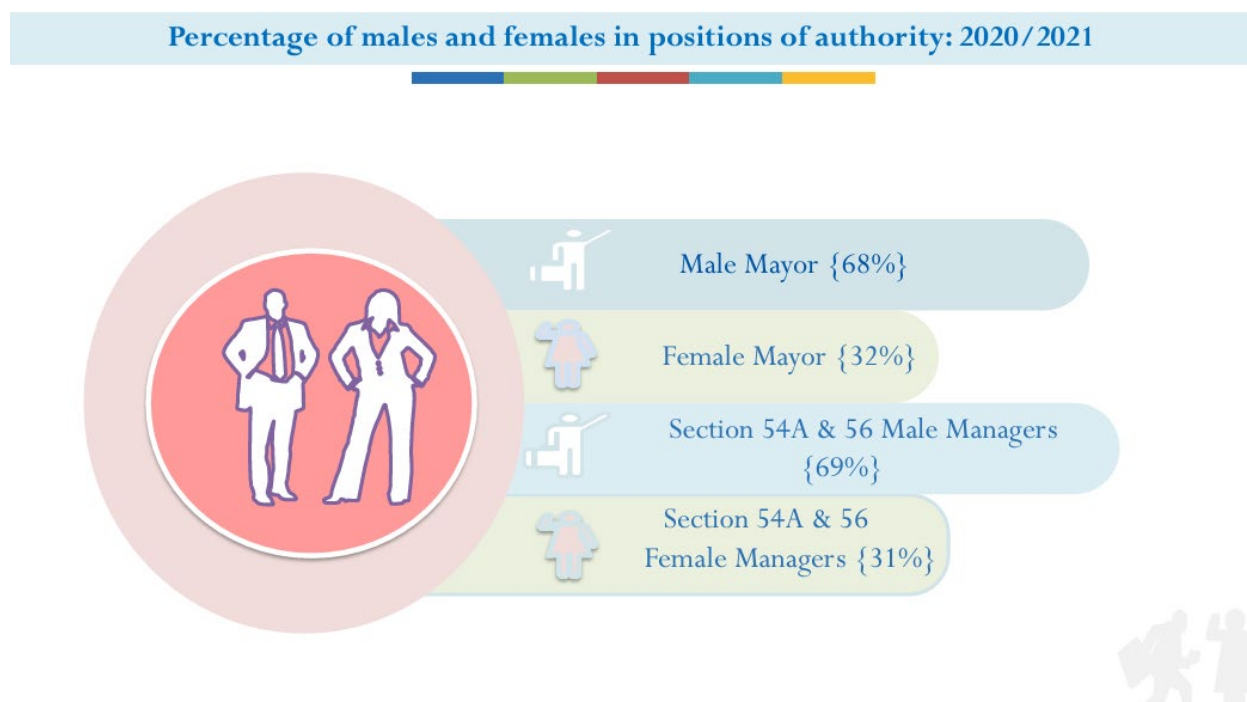 Percentage of males and females in positions of authority: 2020/2021
Male Mayor {68%}
Female Mayor {32%}
Section 54A & 56 Male Managers
{69%}
Section 54A & 56
Female Managers {31%}